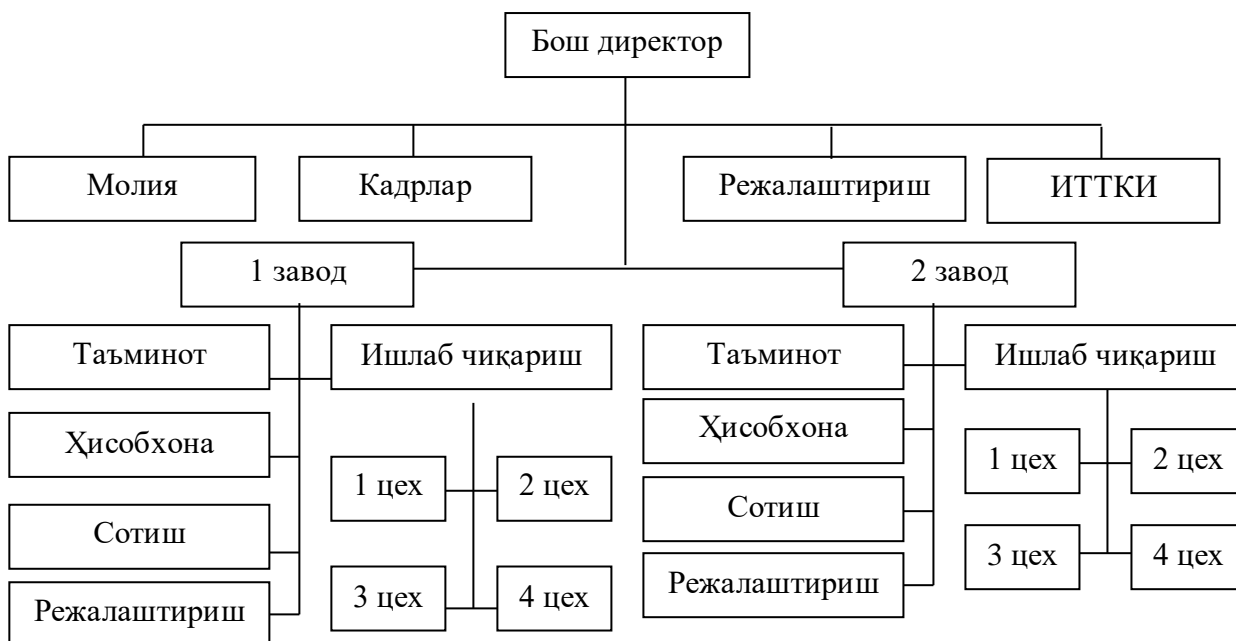 Бош директор
Молия
Кадрлар
Режалаштириш
ИТТКИ
1 завод
2 завод
Таъминот
Ишлаб чиқариш
Ҳисобхона
1 цех
2 цех
Сотиш
3 цех
4 цех
Режалаштириш
Таъминот
Ишлаб чиқариш
Ҳисобхона
1 цех
2 цех
Сотиш
3 цех
4 цех
Режалаштириш